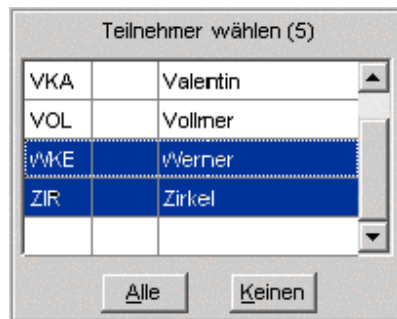 Teilnehmer wählen (5)
VKA Valentin
VOL Vollmer
WKE Werner
ZIR Zirkel
Alle Keinen